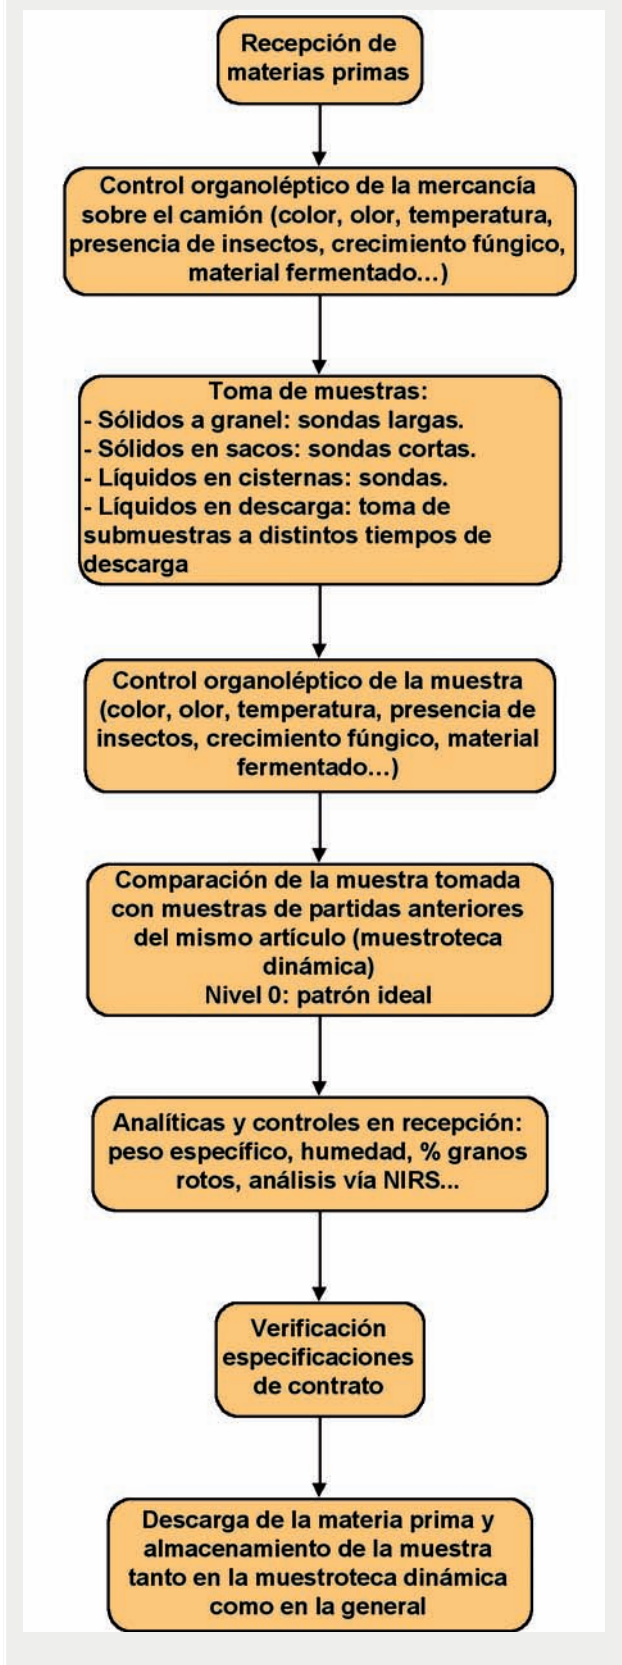 Recepción de
materias primas
Control organoléptico de la mercancía
sobre el camión (color, olor, temperatura,
presencia de insectos, crecimiento fúngico,
material fermentado...)
Toma de muestras:
- Sólidos a granel: sondas largas.
- Sólidos en sacos: sondas cortas.
- Líquidos en cisternas: sondas.
- Líquidos en descarga: toma de
submuestras a distintos tiempos de
descarga
Control organoléptico de la muestra
(color, olor, temperatura, presencia de
insectos, crecimiento fúngico, material
fermentado...)
Comparación de la muestra tomada
con muestras de partidas anteriores
del mismo artículo (muestroteca
dinámica)
Nivel 0: patrón ideal
Analíticas y controles en recepción:
peso específico, humedad, % granos
rotos, análisis vía NIRS...
Verificación
especificaciones
de contrato
Descarga de la materia prima y
almacenamiento de la muestra
tanto en la muestroteca dinámica
como en la general